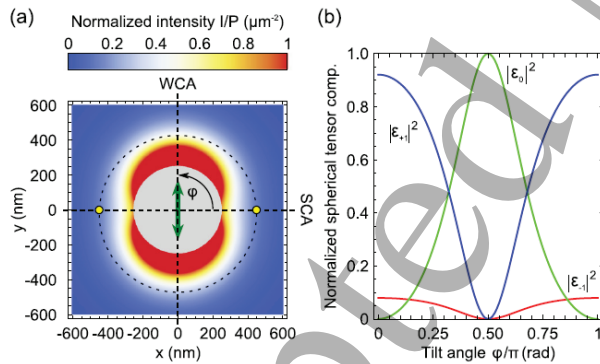 (a)
Normalized intensity I/P (μm⁻²)
0 0.2 0.4 0.6 0.8 1
WCA
600
400
200
0
-200
-400
-600
y (nm)
φ
SCA
-600 -400 -200 0 200 400 600
x (nm)
(b)
1.0
0.8
0.6
0.4
0.2
0
Normalized spherical tensor comp.
|ε₀|²
|ε₊₁|²
|ε₋₁|²
0 0.25 0.50 0.75 1
Tilt angle φ/π(rad)